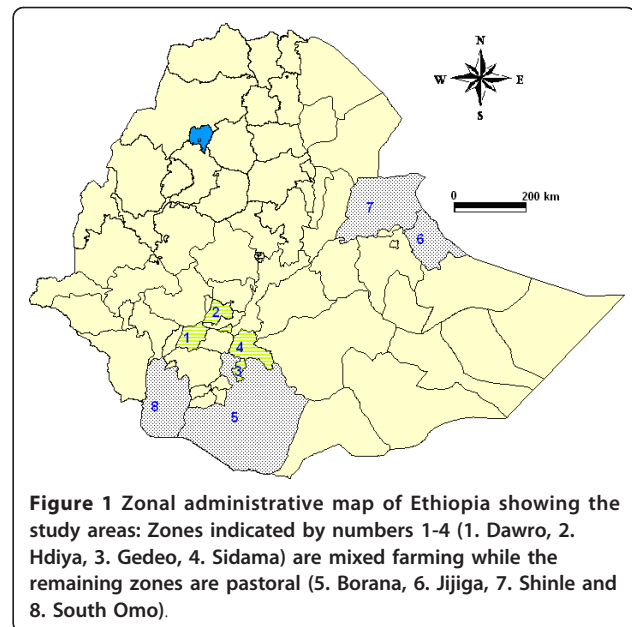 N
W E
S
0 200 km
7
6
2
1
4
3
8
5
Figure 1 Zonal administrative map of Ethiopia showing the
study areas: Zones indicated by numbers 1-4 (1. Dawro, 2.
Hdiya, 3. Gedeo, 4. Sidama) are mixed farming while the
remaining zones are pastoral (5. Borana, 6. Jijiga, 7. Shinle and
8. South Omo).